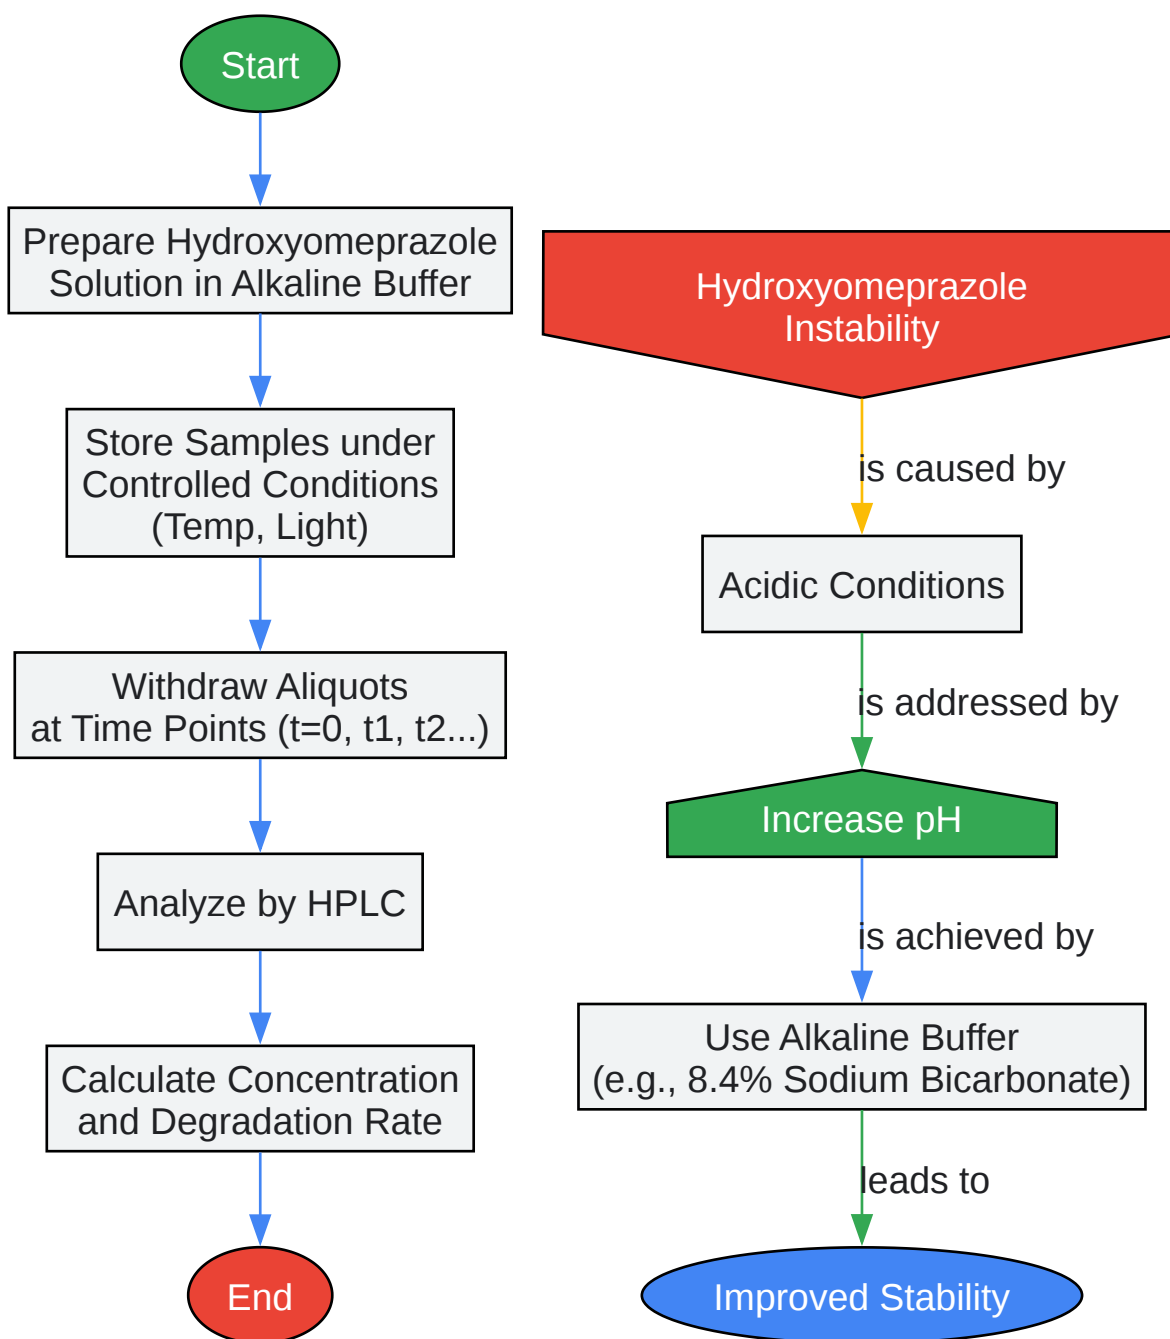 Start
Prepare Hydroxyomeprazole
Solution in Alkaline Buffer
Store Samples under
Controlled Conditions
(Temp, Light)
Withdraw Aliquots
at Time Points (t=0, t1, t2...)
Analyze by HPLC
Calculate Concentration
and Degradation Rate
End
Hydroxyomeprazole
Instability
is caused by
Acidic Conditions
is addressed by
Increase pH
is achieved by
Use Alkaline Buffer
(e.g., 8.4% Sodium Bicarbonate)
leads to
Improved Stability